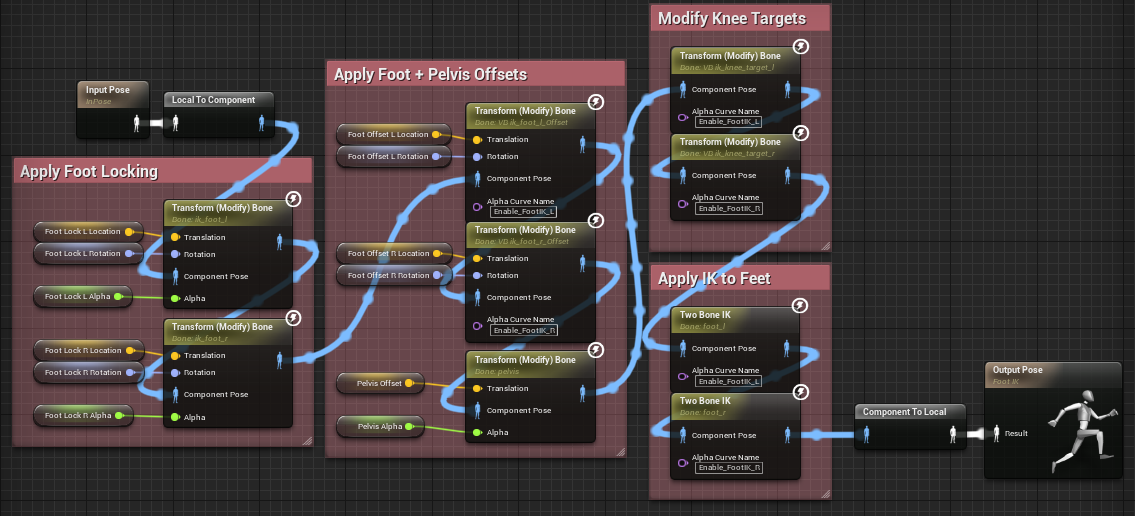 Input Pose
InPose
Local To Component
Apply Foot Locking
Transform (Modify) Bone
Bone: ik_foot_l
Foot Lock L Location
Foot Lock L Rotation
Foot Lock L Alpha
Translation
Rotation
Component Pose
Alpha
Transform (Modify) Bone
Bone: ik_foot_r
Foot Lock R Location
Foot Lock R Rotation
Foot Lock R Alpha
Translation
Rotation
Component Pose
Alpha
Apply Foot + Pelvis Offsets
Transform (Modify) Bone
Bone: VB ik_foot_l_Offset
Foot Offset L Location
Foot Offset L Rotation
Translation
Rotation
Component Pose
Alpha Curve Name
Enable_FootIK_L
Transform (Modify) Bone
Bone: VB ik_foot_r_Offset
Foot Offset R Location
Foot Offset R Rotation
Translation
Rotation
Component Pose
Alpha Curve Name
Enable_FootIK_R
Transform (Modify) Bone
Bone: pelvis
Pelvis Offset
Pelvis Alpha
Translation
Component Pose
Alpha
Modify Knee Targets
Transform (Modify) Bone
Bone: VB ik_knee_target_l
Component Pose
Alpha Curve Name
Enable_FootIK_L
Transform (Modify) Bone
Bone: VB ik_knee_target_r
Component Pose
Alpha Curve Name
Enable_FootIK_R
Apply IK to Feet
Two Bone IK
Bone: foot_l
Component Pose
Alpha Curve Name
Enable_FootIK_L
Two Bone IK
Bone: foot_r
Component Pose
Alpha Curve Name
Enable_FootIK_R
Component To Local
Output Pose
Foot IK
Result